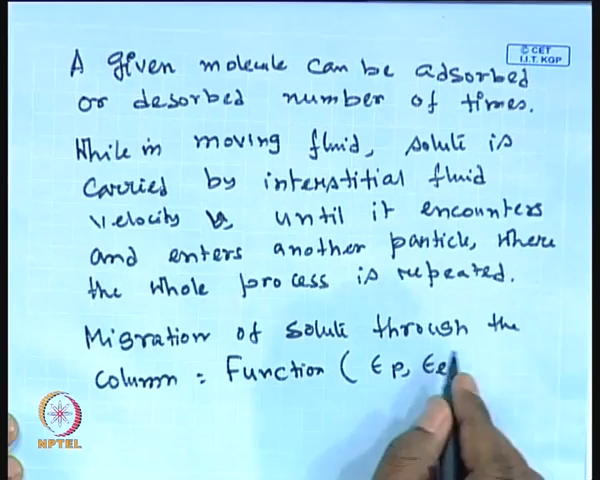 © CET
I.I.T. KGP
A given molecule can be adsorbed
or desorbed number of times.
While in moving fluid, solute is
carried by interstitial fluid
velocity until it encounters
and enters another particle, where
the whole process is repeated.
Migration of solute through the
column = Function ( Ep, Ee
NPTEL